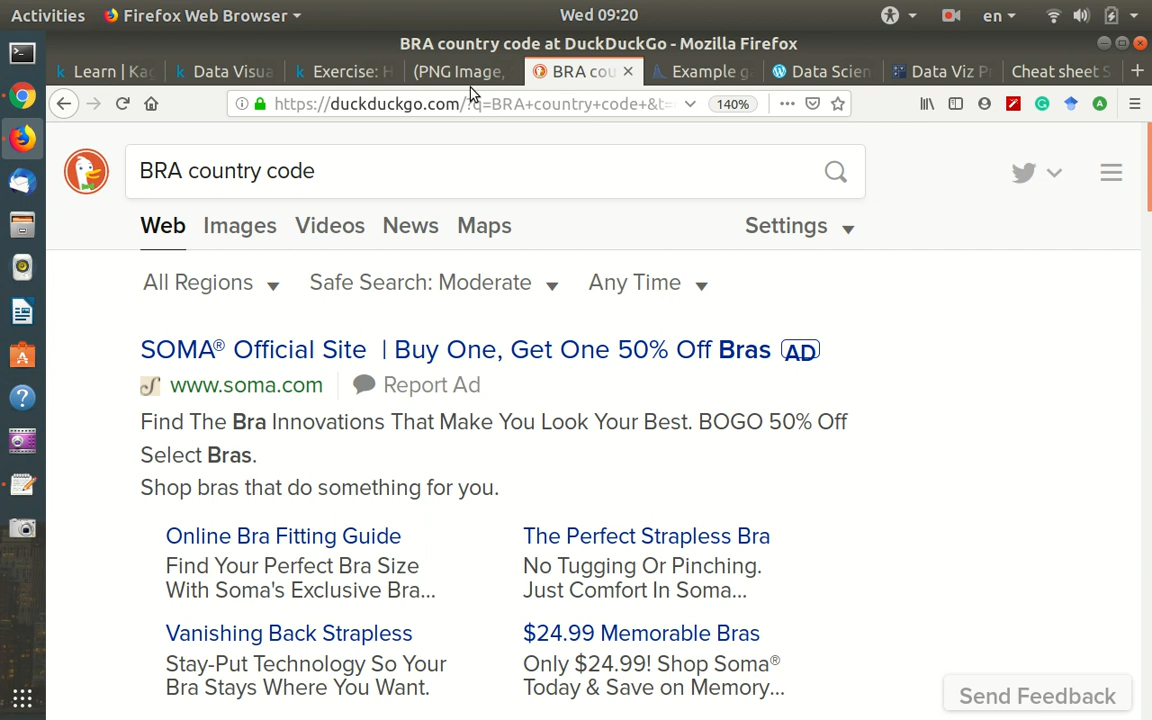 Activities Firefox Web Browser Wed 09:20 en
BRA country code at DuckDuckGo - Mozilla Firefox
Learn | Ka Data Visua Exercise: H (PNG Image, BRA cou Example g Data Scien Data Viz P Cheat sheet S
https://duckduckgo.com/?q=BRA+country+code+&t= 140%
BRA country code
Web Images Videos News Maps Settings
All Regions Safe Search: Moderate Any Time
SOMA® Official Site | Buy One, Get One 50% Off Bras AD
www.soma.com Report Ad
Find The Bra Innovations That Make You Look Your Best. BOGO 50% Off
Select Bras.
Shop bras that do something for you.
Online Bra Fitting Guide
Find Your Perfect Bra Size
With Soma's Exclusive Bra...
The Perfect Strapless Bra
No Tugging Or Pinching.
Just Comfort In Soma...
Vanishing Back Strapless
Stay-Put Technology So Your
Bra Stays Where You Want.
$24.99 Memorable Bras
Only $24.99! Shop Soma®
Today & Save on Memory...
Send Feedback